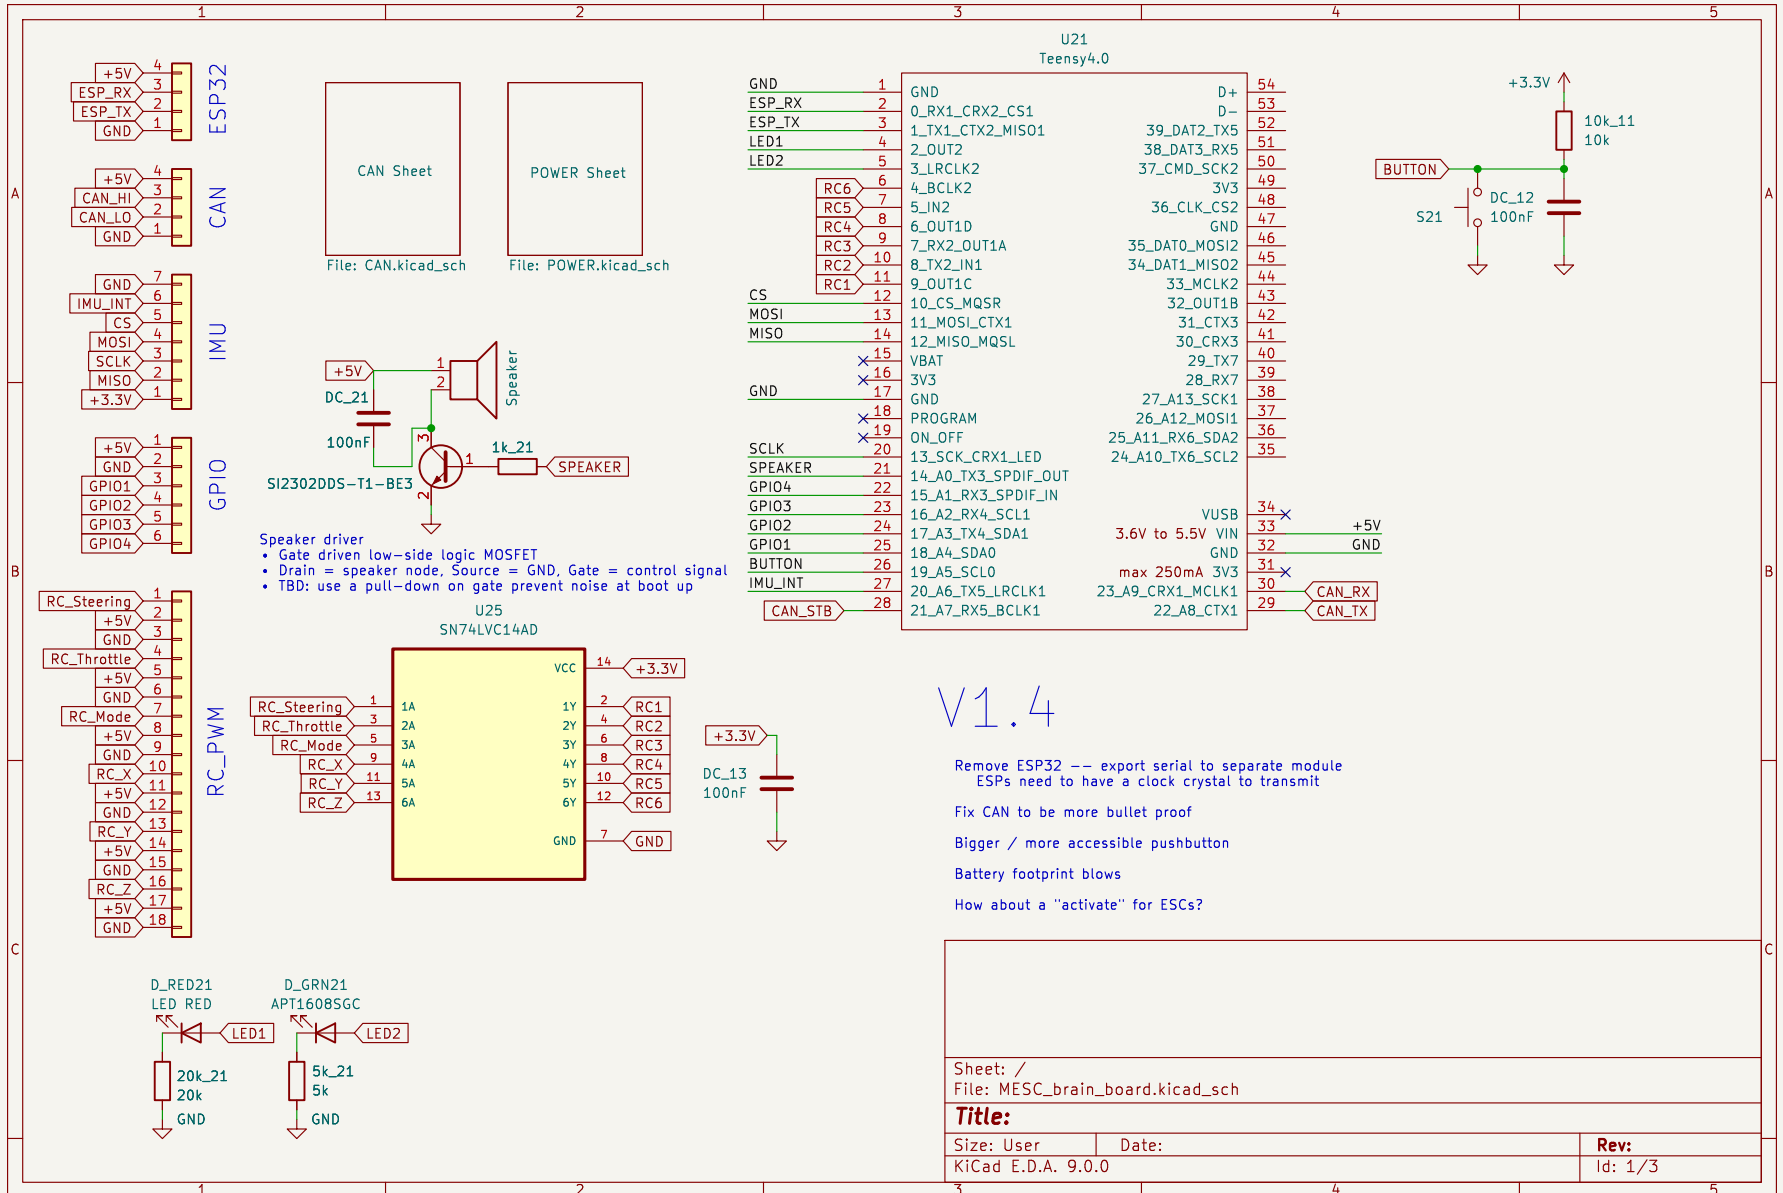 1 2 3 4 5
A
B
C
A
B
C
1 2 3 4 5
+5V 4
ESP_RX 3
ESP_TX 2
GND 1
ESP32
+5V 4
CAN_HI 3
CAN_LO 2
GND 1
CAN
GND 7
IMU_INT 6
CS 5
MOSI 4
SCLK 3
MISO 2
+3.3V 1
IMU
+5V 1
GND 2
GPIO1 3
GPIO2 4
GPIO3 5
GPIO4 6
GPIO
RC_Steering 1
+5V 2
GND 3
RC_Throttle 4
+5V 5
GND 6
RC_Mode 7
+5V 8
GND 9
RC_X 10
+5V 11
GND 12
RC_Y 13
+5V 14
GND 15
RC_Z 16
+5V 17
GND 18
RC_PWM
CAN Sheet
File: CAN.kicad_sch
POWER Sheet
File: POWER.kicad_sch
+5V
1
2
Speaker
DC_21
100nF
3
1
2
1k_21
SPEAKER
SI2302DDS-T1-BE3
Speaker driver
• Gate driven low-side logic MOSFET
• Drain = speaker node, Source = GND, Gate = control signal
• TBD: use a pull-down on gate prevent noise at boot up
U25
SN74LVC14AD
VCC 14 +3.3V
RC_Steering 1 1A
1Y 2 RC1
RC_Throttle 3 2A
2Y 4 RC2
RC_Mode 5 3A
3Y 6 RC3
RC_X 9 4A
4Y 8 RC4
RC_Y 11 5A
5Y 10 RC5
RC_Z 13 6A
6Y 12 RC6
GND 7 GND
+3.3V
DC_13
100nF
U21
Teensy4.0
GND 1 GND
ESP_RX 2 0_RX1_CRX2_CS1
ESP_TX 3 1_TX1_CTX2_MISO1
LED1 4 2_OUT2
LED2 5 3_LRCLK2
RC6 6 4_BCLK2
RC5 7 5_IN2
RC4 8 6_OUT1D
RC3 9 7_RX2_OUT1A
RC2 10 8_TX2_IN1
RC1 11 9_OUT1C
CS 12 10_CS_MQSR
MOSI 13 11_MOSI_CTX1
MISO 14 12_MISO_MQSL
15 VBAT
16 3V3
GND 17 GND
18 PROGRAM
19 ON_OFF
SCLK 20 13_SCK_CRX1_LED
SPEAKER 21 14_A0_TX3_SPDIF_OUT
GPIO4 22 15_A1_RX3_SPDIF_IN
GPIO3 23 16_A2_RX4_SCL1
GPIO2 24 17_A3_TX4_SDA1
GPIO1 25 18_A4_SDA0
BUTTON 26 19_A5_SCL0
IMU_INT 27 20_A6_TX5_LRCLK1
CAN_STB 28 21_A7_RX5_BCLK1
D+ 54
D- 53
39_DAT2_TX5 52
38_DAT3_RX5 51
37_CMD_SCK2 50
3V3 49
36_CLK_CS2 48
GND 47
35_DAT0_MOSI2 46
34_DAT1_MISO2 45
33_MCLK2 44
32_OUT1B 43
31_CTX3 42
30_CRX3 41
29_TX7 40
28_RX7 39
27_A13_SCK1 38
26_A12_MOSI1 37
25_A11_RX6_SDA2 36
24_A10_TX6_SCL2 35
VUSB 34
3.6V to 5.5V VIN 33 +5V
GND 32 GND
max 250mA 3V3 31
23_A9_CRX1_MCLK1 30 CAN_RX
22_A8_CTX1 29 CAN_TX
+3.3V
10k_11
10k
BUTTON
S21
DC_12
100nF
V1.4
Remove ESP32 -- export serial to separate module
ESPs need to have a clock crystal to transmit
Fix CAN to be more bullet proof
Bigger / more accessible pushbutton
Battery footprint blows
How about a "activate" for ESCs?
D_RED21
LED RED
LED1
20k_21
20k
GND
D_GRN21
APT1608SGC
LED2
5k_21
5k
GND
Sheet: /
File: MESC_brain_board.kicad_sch
Title:
Size: User Date: Rev:
KiCad E.D.A. 9.0.0 Id: 1/3